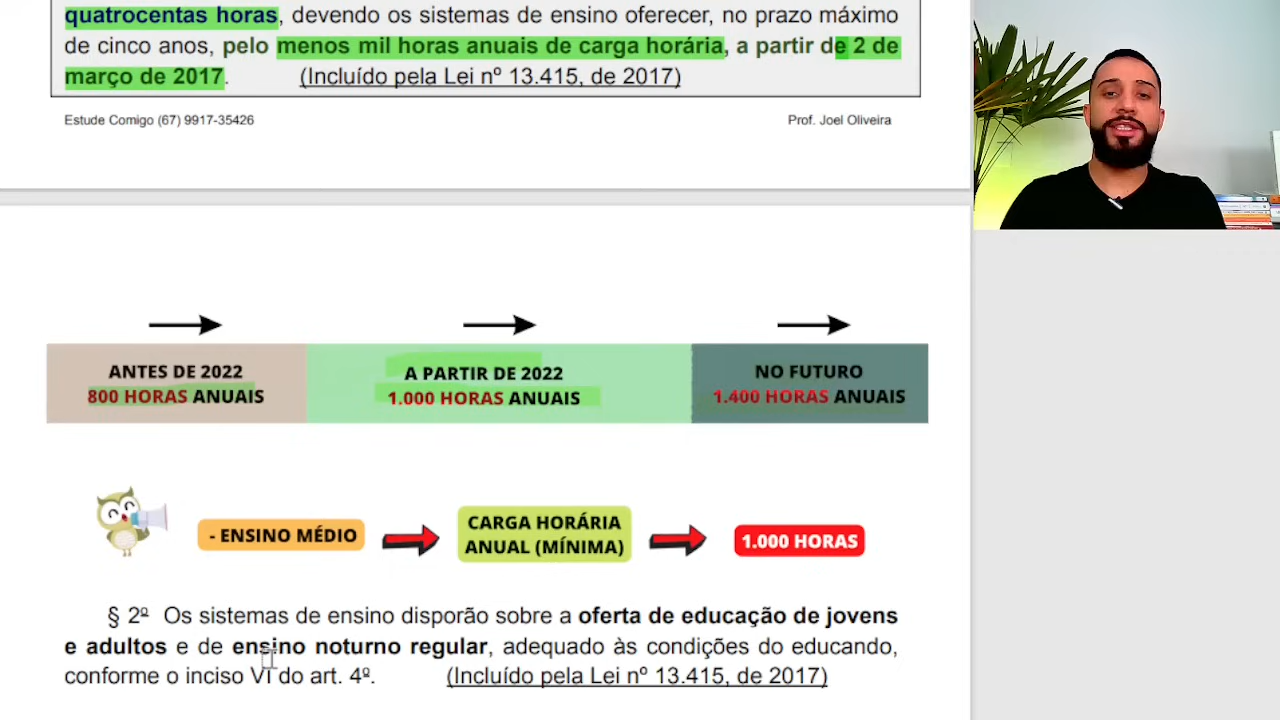 quatrocentas horas, devendo os sistemas de ensino oferecer, no prazo máximo
de cinco anos, pelo menos mil horas anuais de carga horária, a partir de 2 de
março de 2017. (Incluído pela Lei nº 13.415, de 2017)
Estude Comigo (67) 9917-35426 Prof. Joel Oliveira
ANTES DE 2022
800 HORAS ANUAIS
A PARTIR DE 2022
1.000 HORAS ANUAIS
NO FUTURO
1.400 HORAS ANUAIS
- ENSINO MÉDIO
CARGA HORÁRIA
ANUAL (MÍNIMA)
1.000 HORAS
§ 2º Os sistemas de ensino disporão sobre a oferta de educação de jovens
e adultos e de ensino noturno regular, adequado às condições do educando,
conforme o inciso VI do art. 4º. (Incluído pela Lei nº 13.415, de 2017)